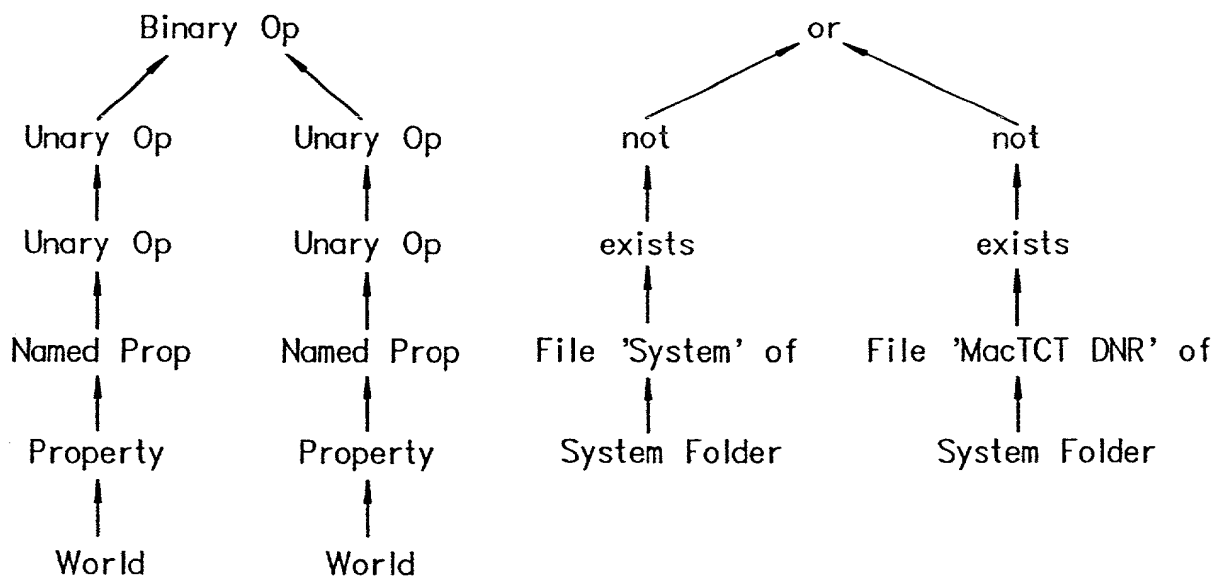 Binary Op or
Unary Op Unary Op not not
Unary Op Unary Op exists exists
Named Prop Named Prop File 'System' of File 'MacTCT DNR' of
Property Property System Folder System Folder
World World